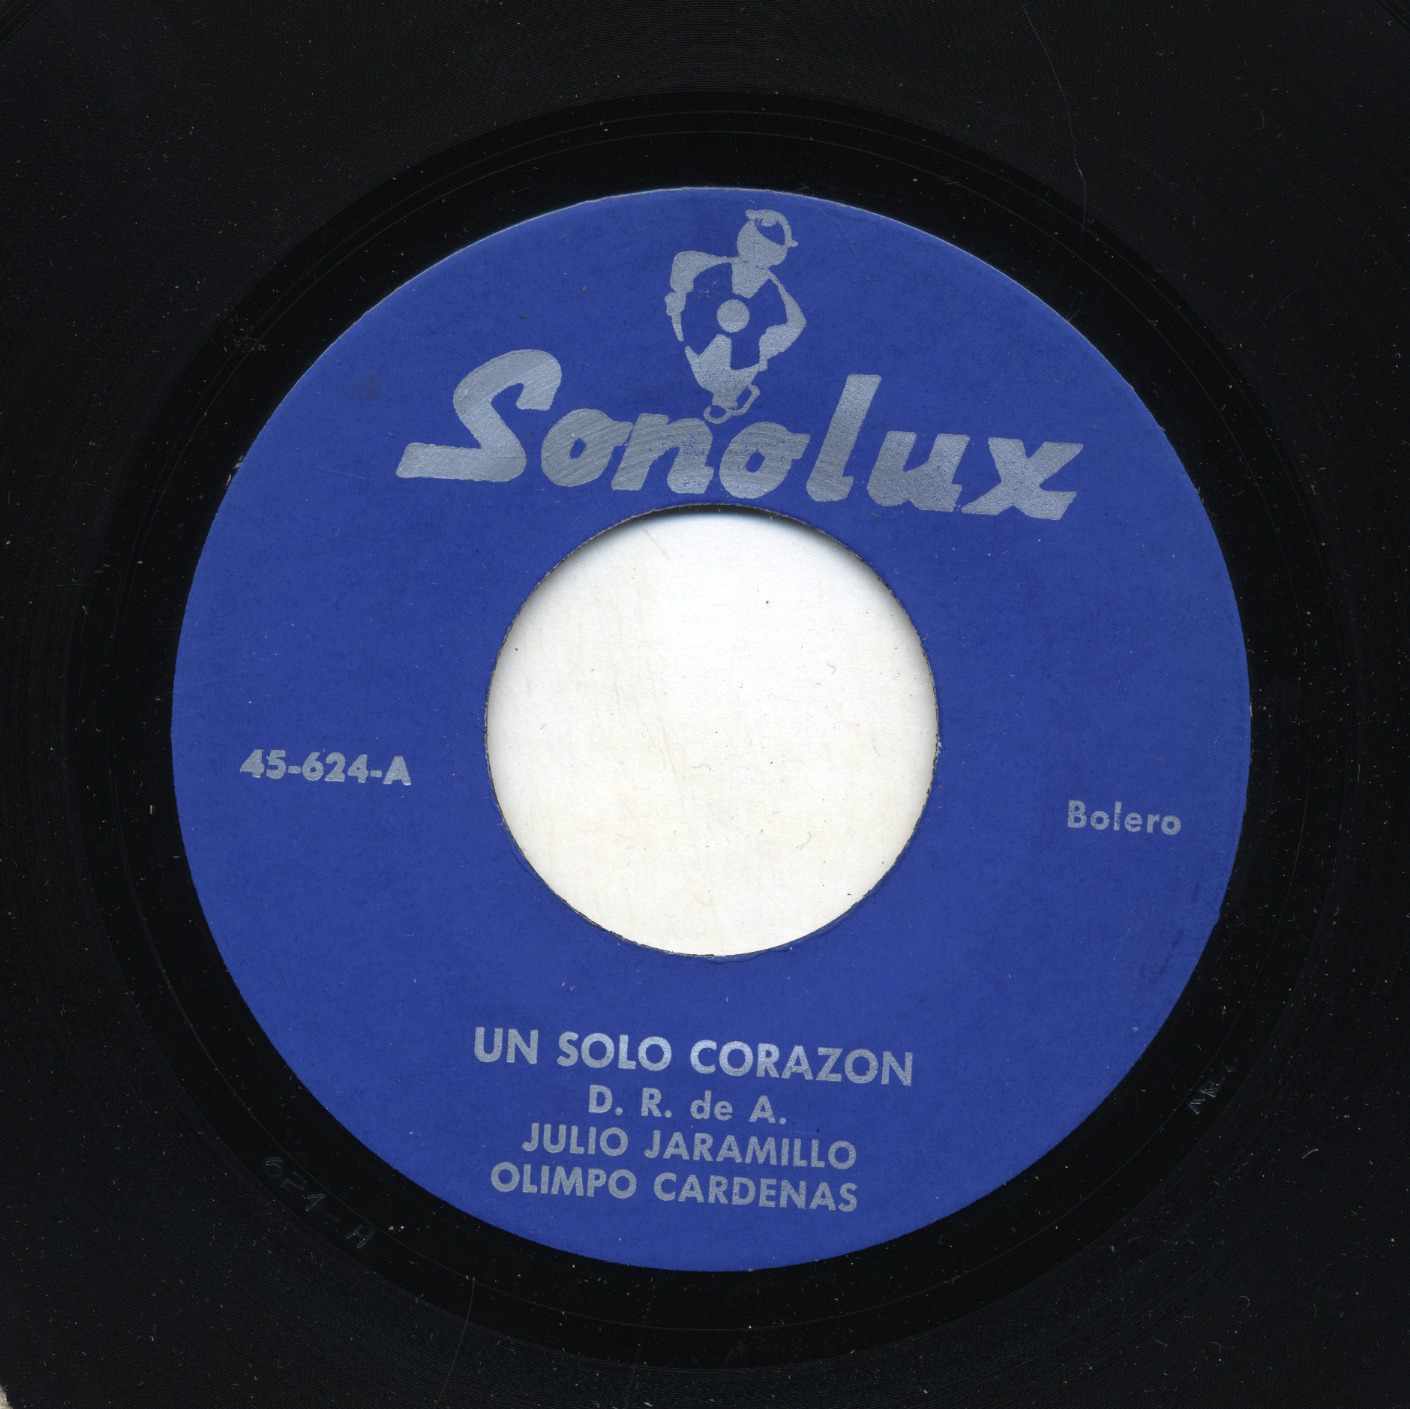 Sonolux
45-624-A
Bolero
UN SOLO CORAZON
D. R. de A.
JULIO JARAMILLO
OLIMPO CARDENAS